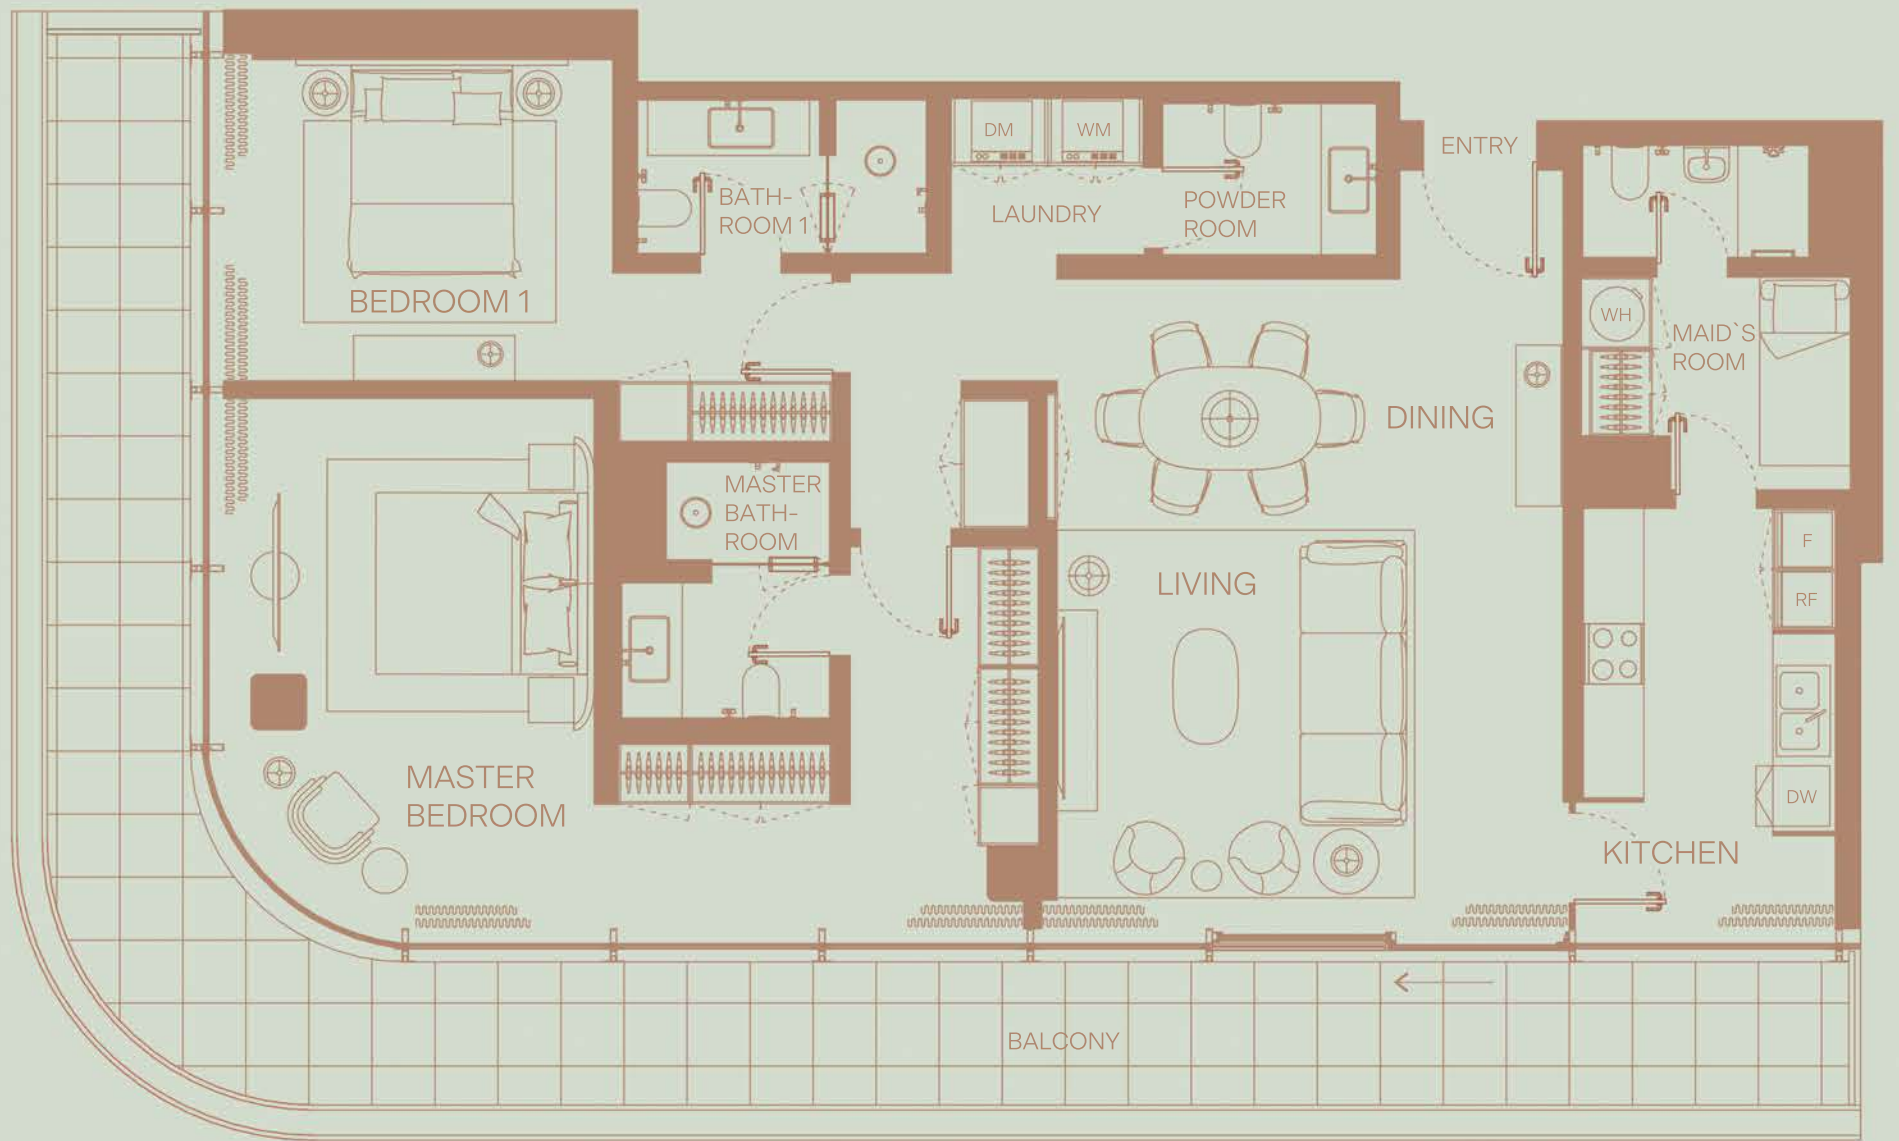 DM
WM
ENTRY
BATH-
ROOM 1
LAUNDRY
POWDER
ROOM
BEDROOM 1
WH
MAID`S
ROOM
DINING
MASTER
BATH-
ROOM
F
LIVING
RF
MASTER
BEDROOM
DW
KITCHEN
BALCONY